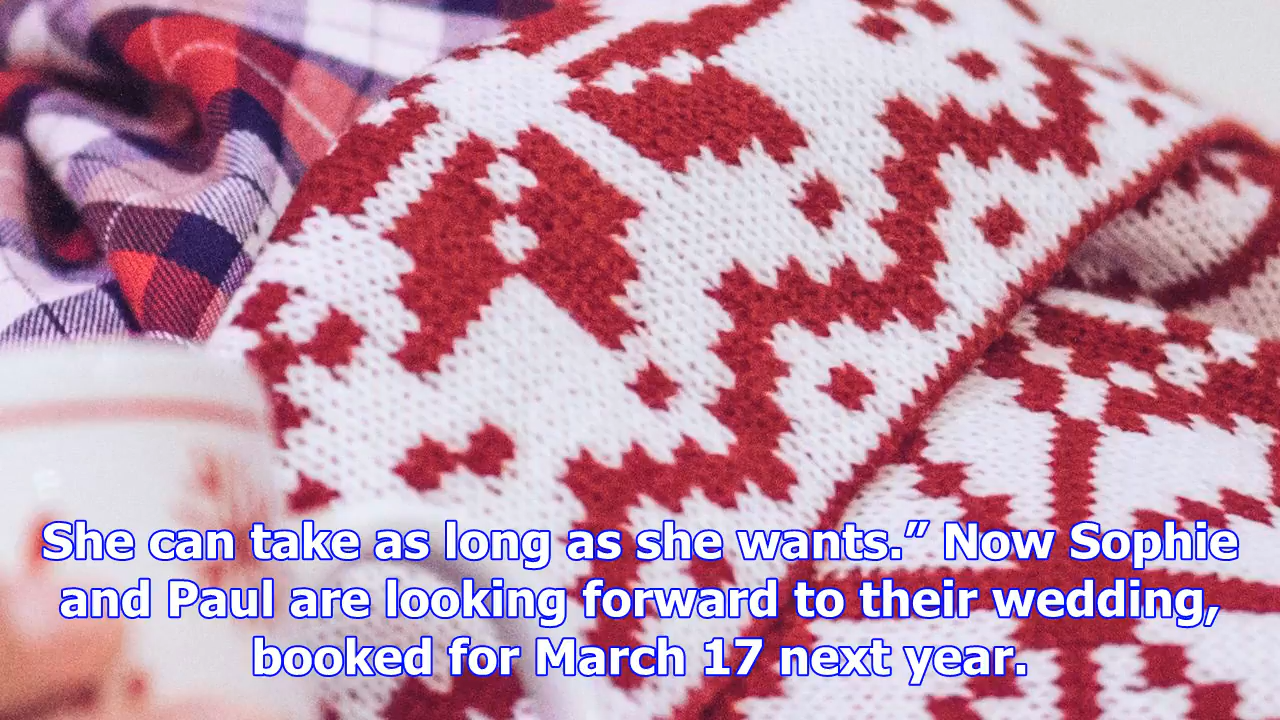 She can take as long as she wants.” Now Sophie
and Paul are looking forward to their wedding,
booked for March 17 next year.